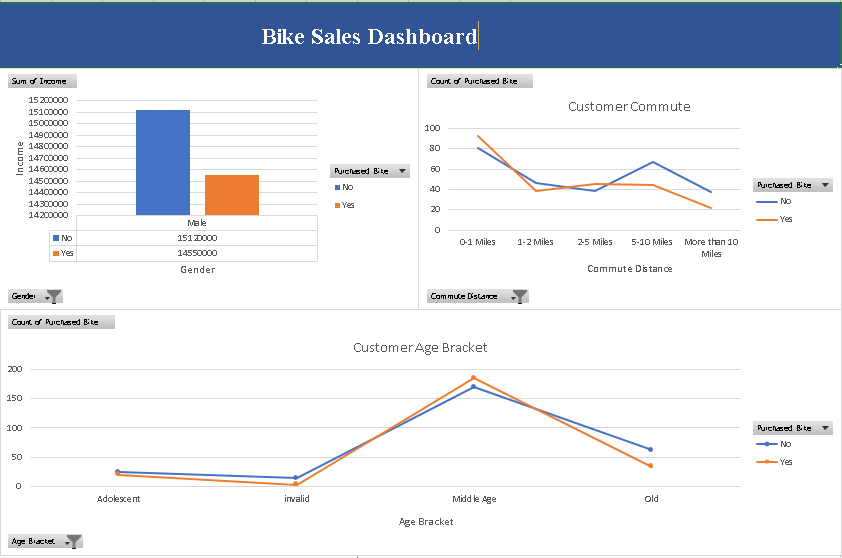 Bike Sales Dashboard
Sum of Income
15200000
15100000
15000000
14900000
14800000
14700000
14600000
14500000
14400000
14300000
14200000
Income
Male
No 15120000
Yes 14550000
Gender
Purchased Bike
No
Yes
Gender
Count of Purchased Bike
Customer Commute
100
80
60
40
20
0
0-1 Miles 1-2 Miles 2-5 Miles 5-10 Miles More than 10
Miles
Commute Distance
Purchased Bike
No
Yes
Commute Distance
Count of Purchased Bike
Customer Age Bracket
200
150
100
50
0
Adolescent invalid Middle Age Old
Age Bracket
Purchased Bike
No
Yes
Age Bracket